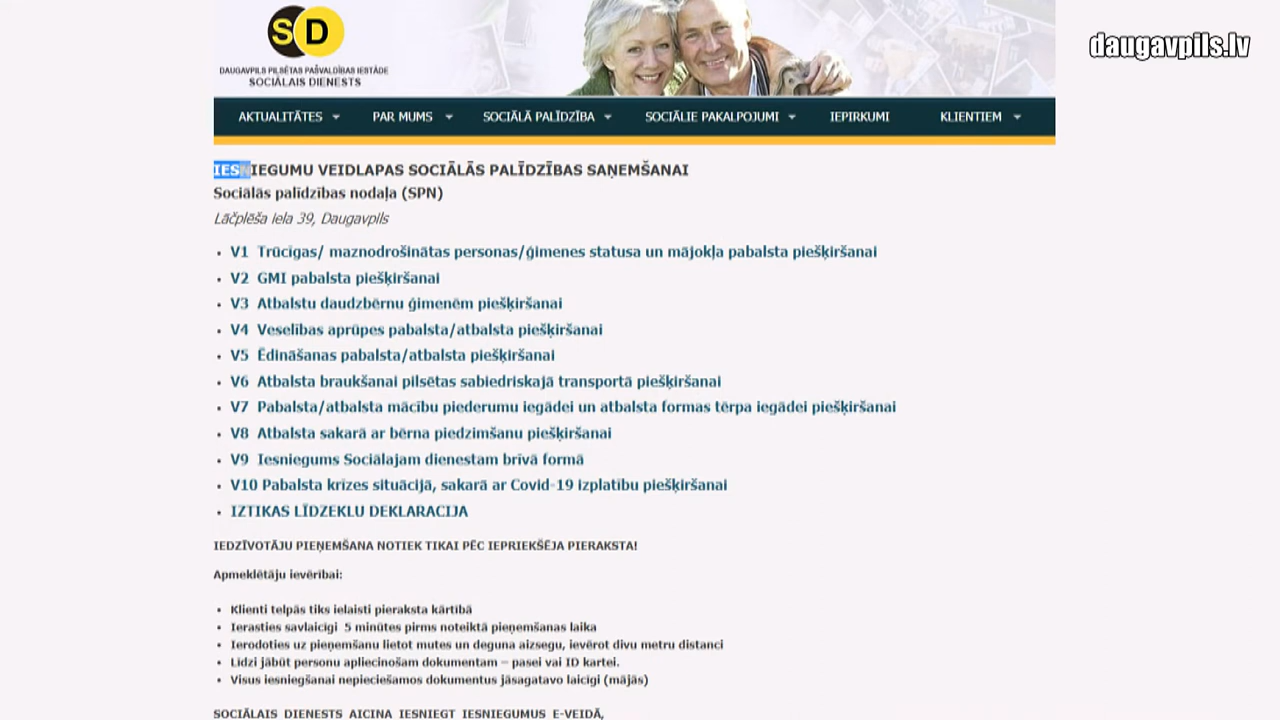 SD
daugavpils.lv
DAUGAVPILS PILSĒTAS PAŠVALDĪBAS IESTĀDE
SOCIĀLAIS DIENESTS
AKTUALITĀTES PAR MUMS SOCIĀLĀ PALĪDZĪBA SOCIĀLIE PAKALPOJUMI IEPIRKUMI KLIENTIEM
IESNIEGUMU VEIDLAPAS SOCIĀLĀS PALĪDZĪBAS SAŅEMŠANAI
Sociālās palīdzības nodaļa (SPN)
Lāčplēša iela 39, Daugavpils
• V1 Trūcīgas/ maznodrošinātas personas/ģimenes statusa un mājokļa pabalsta piešķiršanai
• V2 GMI pabalsta piešķiršanai
• V3 Atbalstu daudzbērnu ģimenēm piešķiršanai
• V4 Veselības aprūpes pabalsta/atbalsta piešķiršanai
• V5 Ēdināšanas pabalsta/atbalsta piešķiršanai
• V6 Atbalsta braukšanai pilsētas sabiedriskajā transportā piešķiršanai
• V7 Pabalsta/atbalsta mācību piederumu iegādei un atbalsta formas tērpa iegādei piešķiršanai
• V8 Atbalsta sakarā ar bērna piedzimšanu piešķiršanai
• V9 Iesniegums Sociālajam dienestam brīvā formā
• V10 Pabalsta krīzes situācijā, sakarā ar Covid-19 izplatību piešķiršanai
• IZTIKAS LĪDZEKLU DEKLARACIJA
IEDZĪVOTĀJU PIEŅEMŠANA NOTIEK TIKAI PĒC IEPRIEKŠĒJA PIERAKSTA!
Apmeklētāju ievērībai:
• Klienti telpās tiks ielaisti pieraksta kārtībā
• Ierasties savlaicīgi 5 minūtes pirms noteiktā pieņemšanas laika
• Ierodoties uz pieņemšanu lietot mutes un deguna aizsegu, ievērot divu metru distanci
• Līdzi jābūt personu apliecinošam dokumentam – pasei vai ID kartei.
• Visus iesniegšanai nepieciešamos dokumentus jāsagatavo laicīgi (mājās)
SOCIĀLAIS DIENESTS AICINA IESNIEGT IESNIEGUMUS E-VEIDĀ,